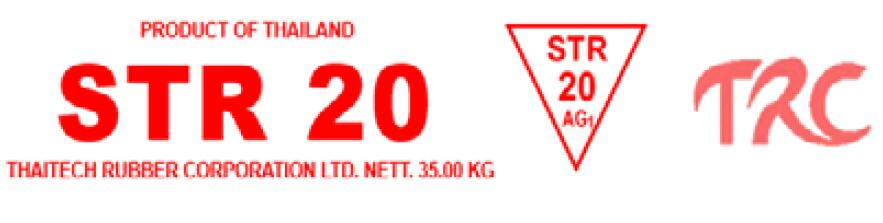 PRODUCT OF THAILAND
STR 20
THAITECH RUBBER CORPORATION LTD. NETT. 35.00 KG
STR
20
AG1
TRC